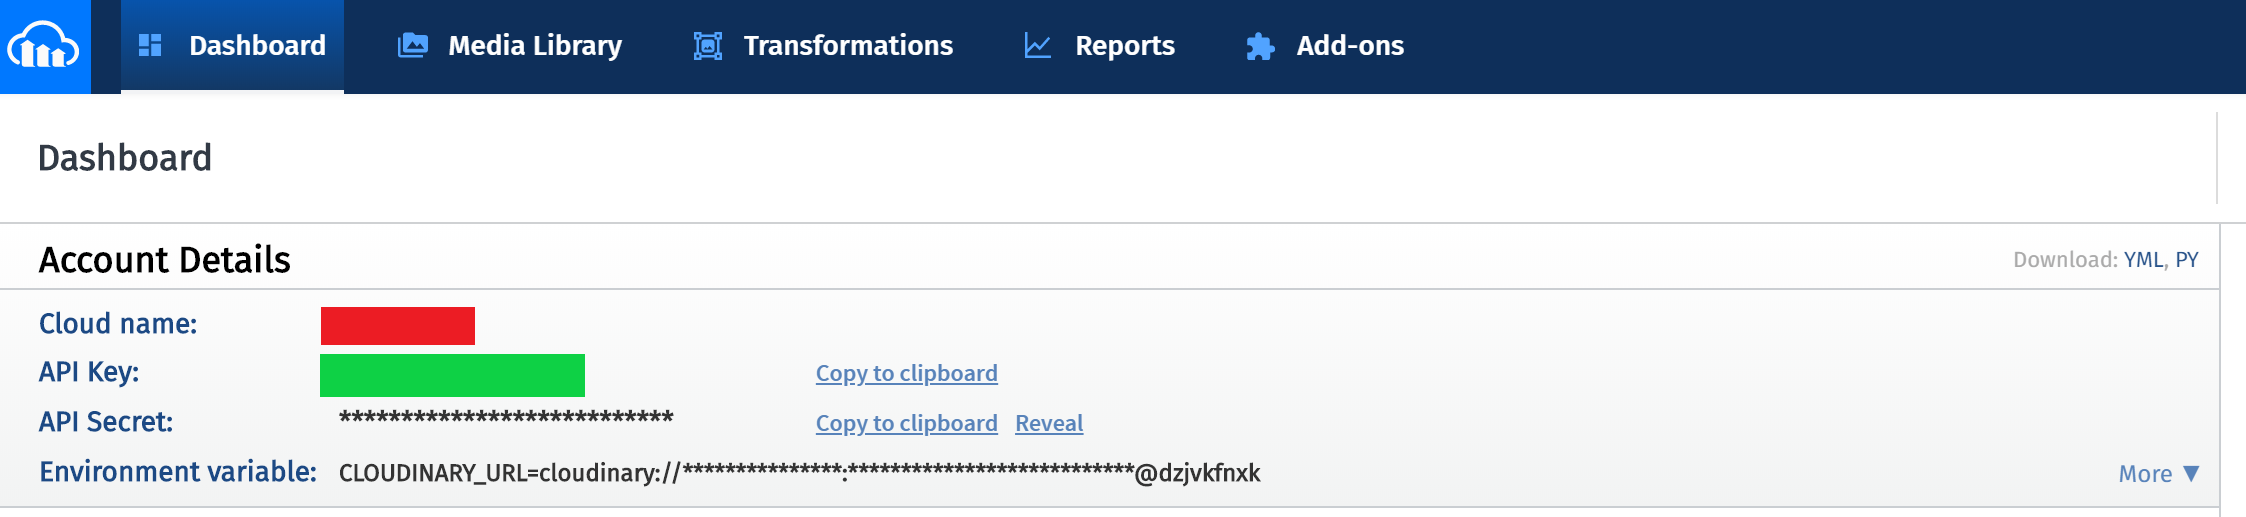 Dashboard Media Library Transformations Reports Add-ons
Dashboard
Account Details Download: YML, PY
Cloud name:
API Key: Copy to clipboard
API Secret: *************************** Copy to clipboard Reveal
Environment variable: CLOUDINARY_URL=cloudinary://***************:***************************@dzjvkfnxk More ▼